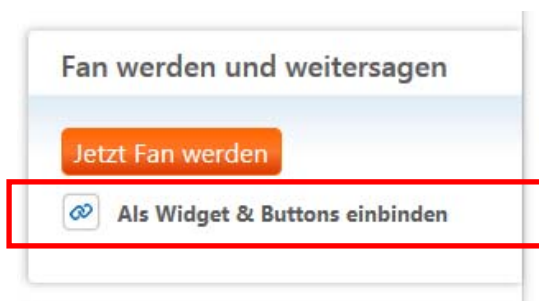 Fan werden und weitersagen
Jetzt Fan werden
Als Widget & Buttons einbinden